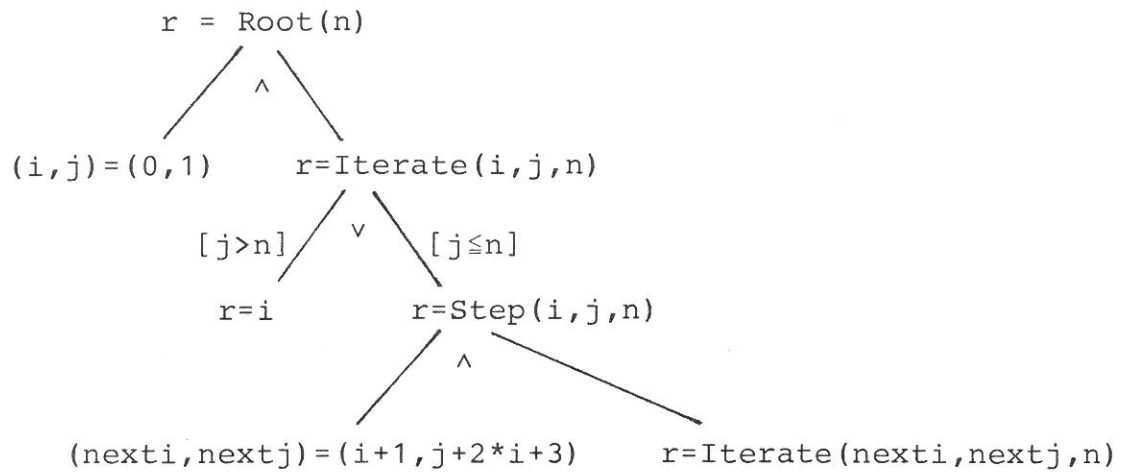 r = Root(n)
∧
(i,j)=(0,1) r=Iterate(i,j,n)
[j>n] ∨ [j≦n]
r=i r=Step(i,j,n)
∧
(nexti,nextj)=(i+1,j+2*i+3) r=Iterate(nexti,nextj,n)